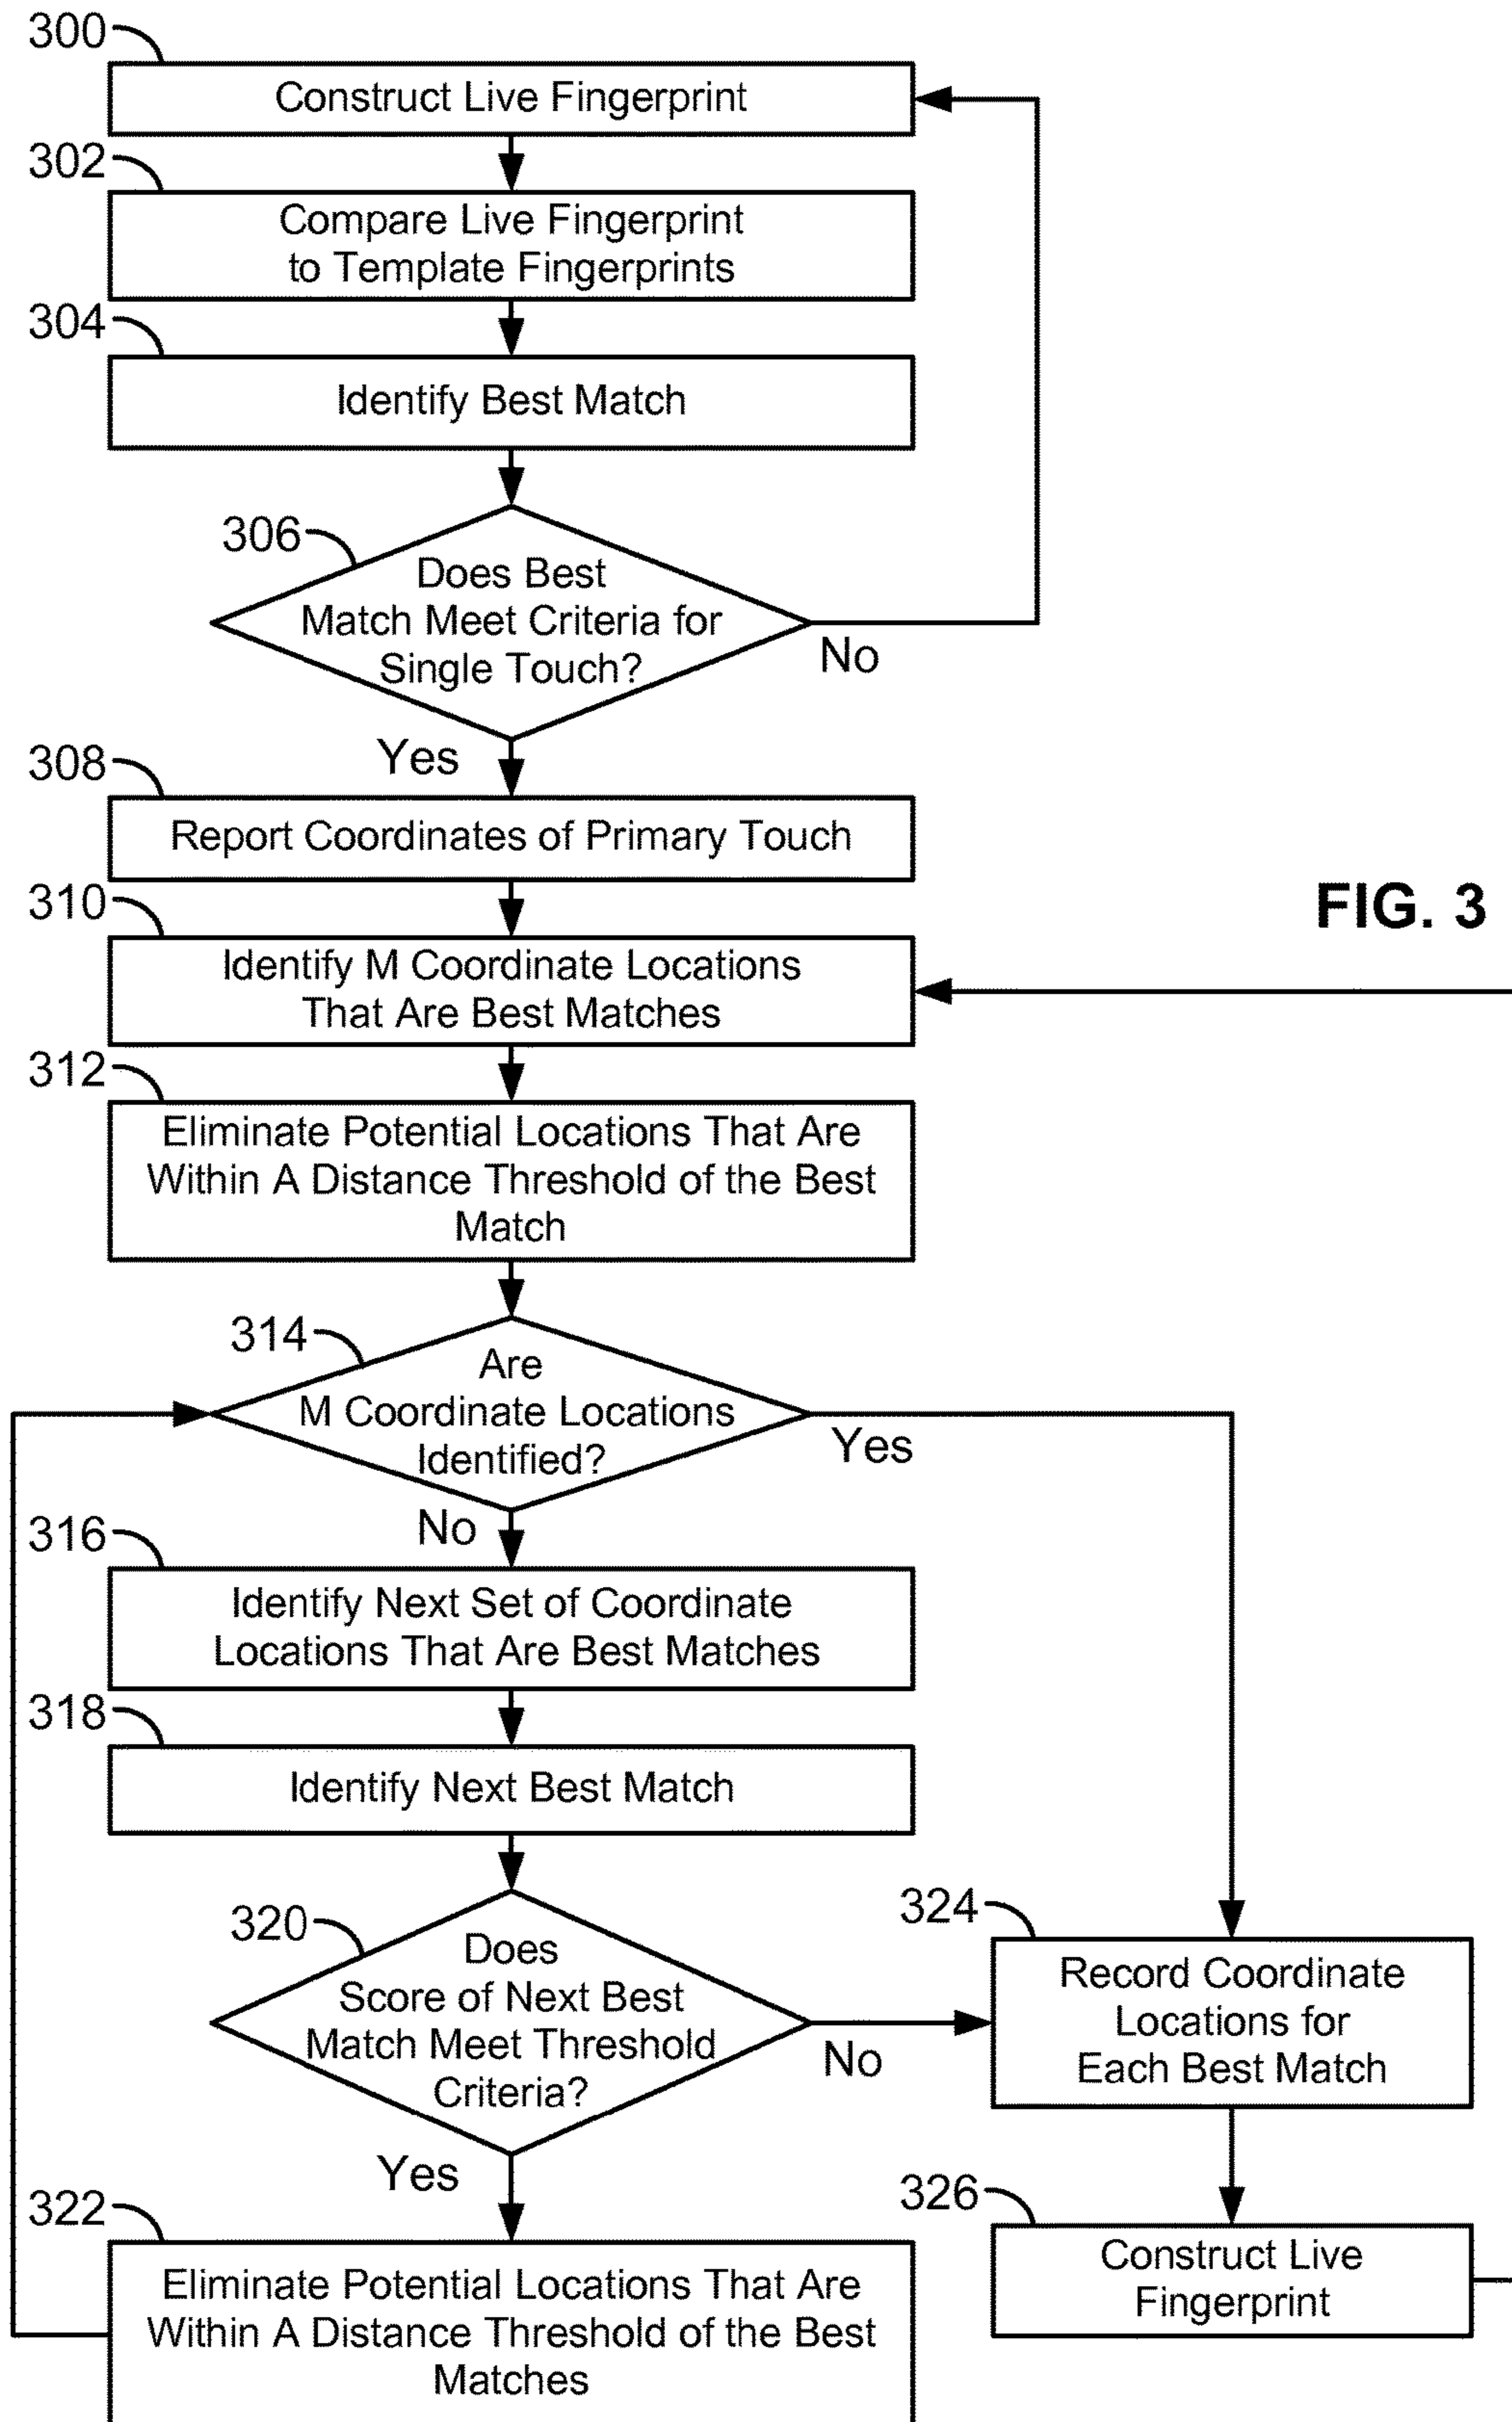 300
Construct Live Fingerprint
302
Compare Live Fingerprint
to Template Fingerprints
304
Identify Best Match
306
Does Best
Match Meet Criteria for
Single Touch?
No
Yes
308
Report Coordinates of Primary Touch
310
Identify M Coordinate Locations
That Are Best Matches
FIG. 3
312
Eliminate Potential Locations That Are
Within A Distance Threshold of the Best
Match
314
Are
M Coordinate Locations
Identified?
Yes
No
316
Identify Next Set of Coordinate
Locations That Are Best Matches
318
Identify Next Best Match
320
Does
Score of Next Best
Match Meet Threshold
Criteria?
No
Yes
324
Record Coordinate
Locations for
Each Best Match
322
Eliminate Potential Locations That Are
Within A Distance Threshold of the Best
Matches
326
Construct Live
Fingerprint